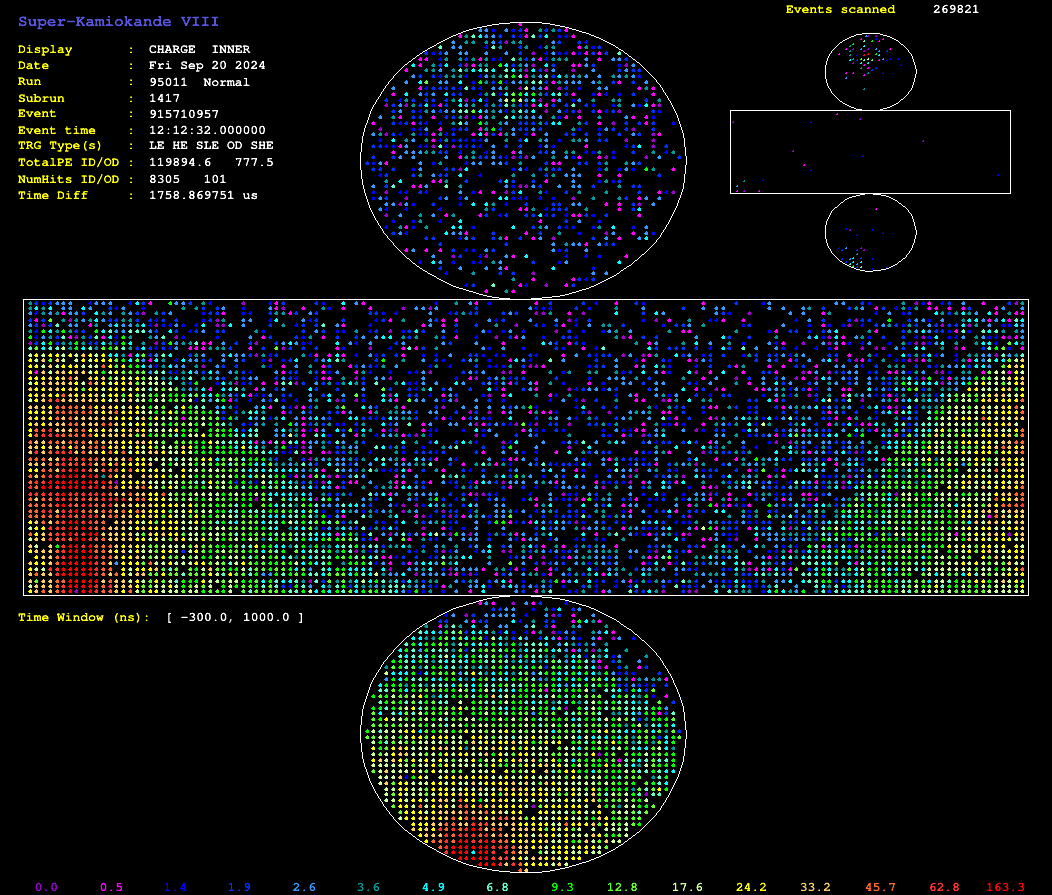 Super-Kamiokande VIII
Events scanned 269821
Display : CHARGE INNER
Date : Fri Sep 20 2024
Run : 95011 Normal
Subrun : 1417
Event : 915710957
Event time : 12:12:32.000000
TRG Type(s) : LE HE SLE OD SHE
TotalPE ID/OD : 119894.6 777.5
NumHits ID/OD : 8305 101
Time Diff : 1758.869751 us
Time Window (ns): [ -300.0, 1000.0 ]
0.0 0.5 1.4 1.9 2.6 3.6 4.9 6.8 9.3 12.8 17.6 24.2 33.2 45.7 62.8 163.3